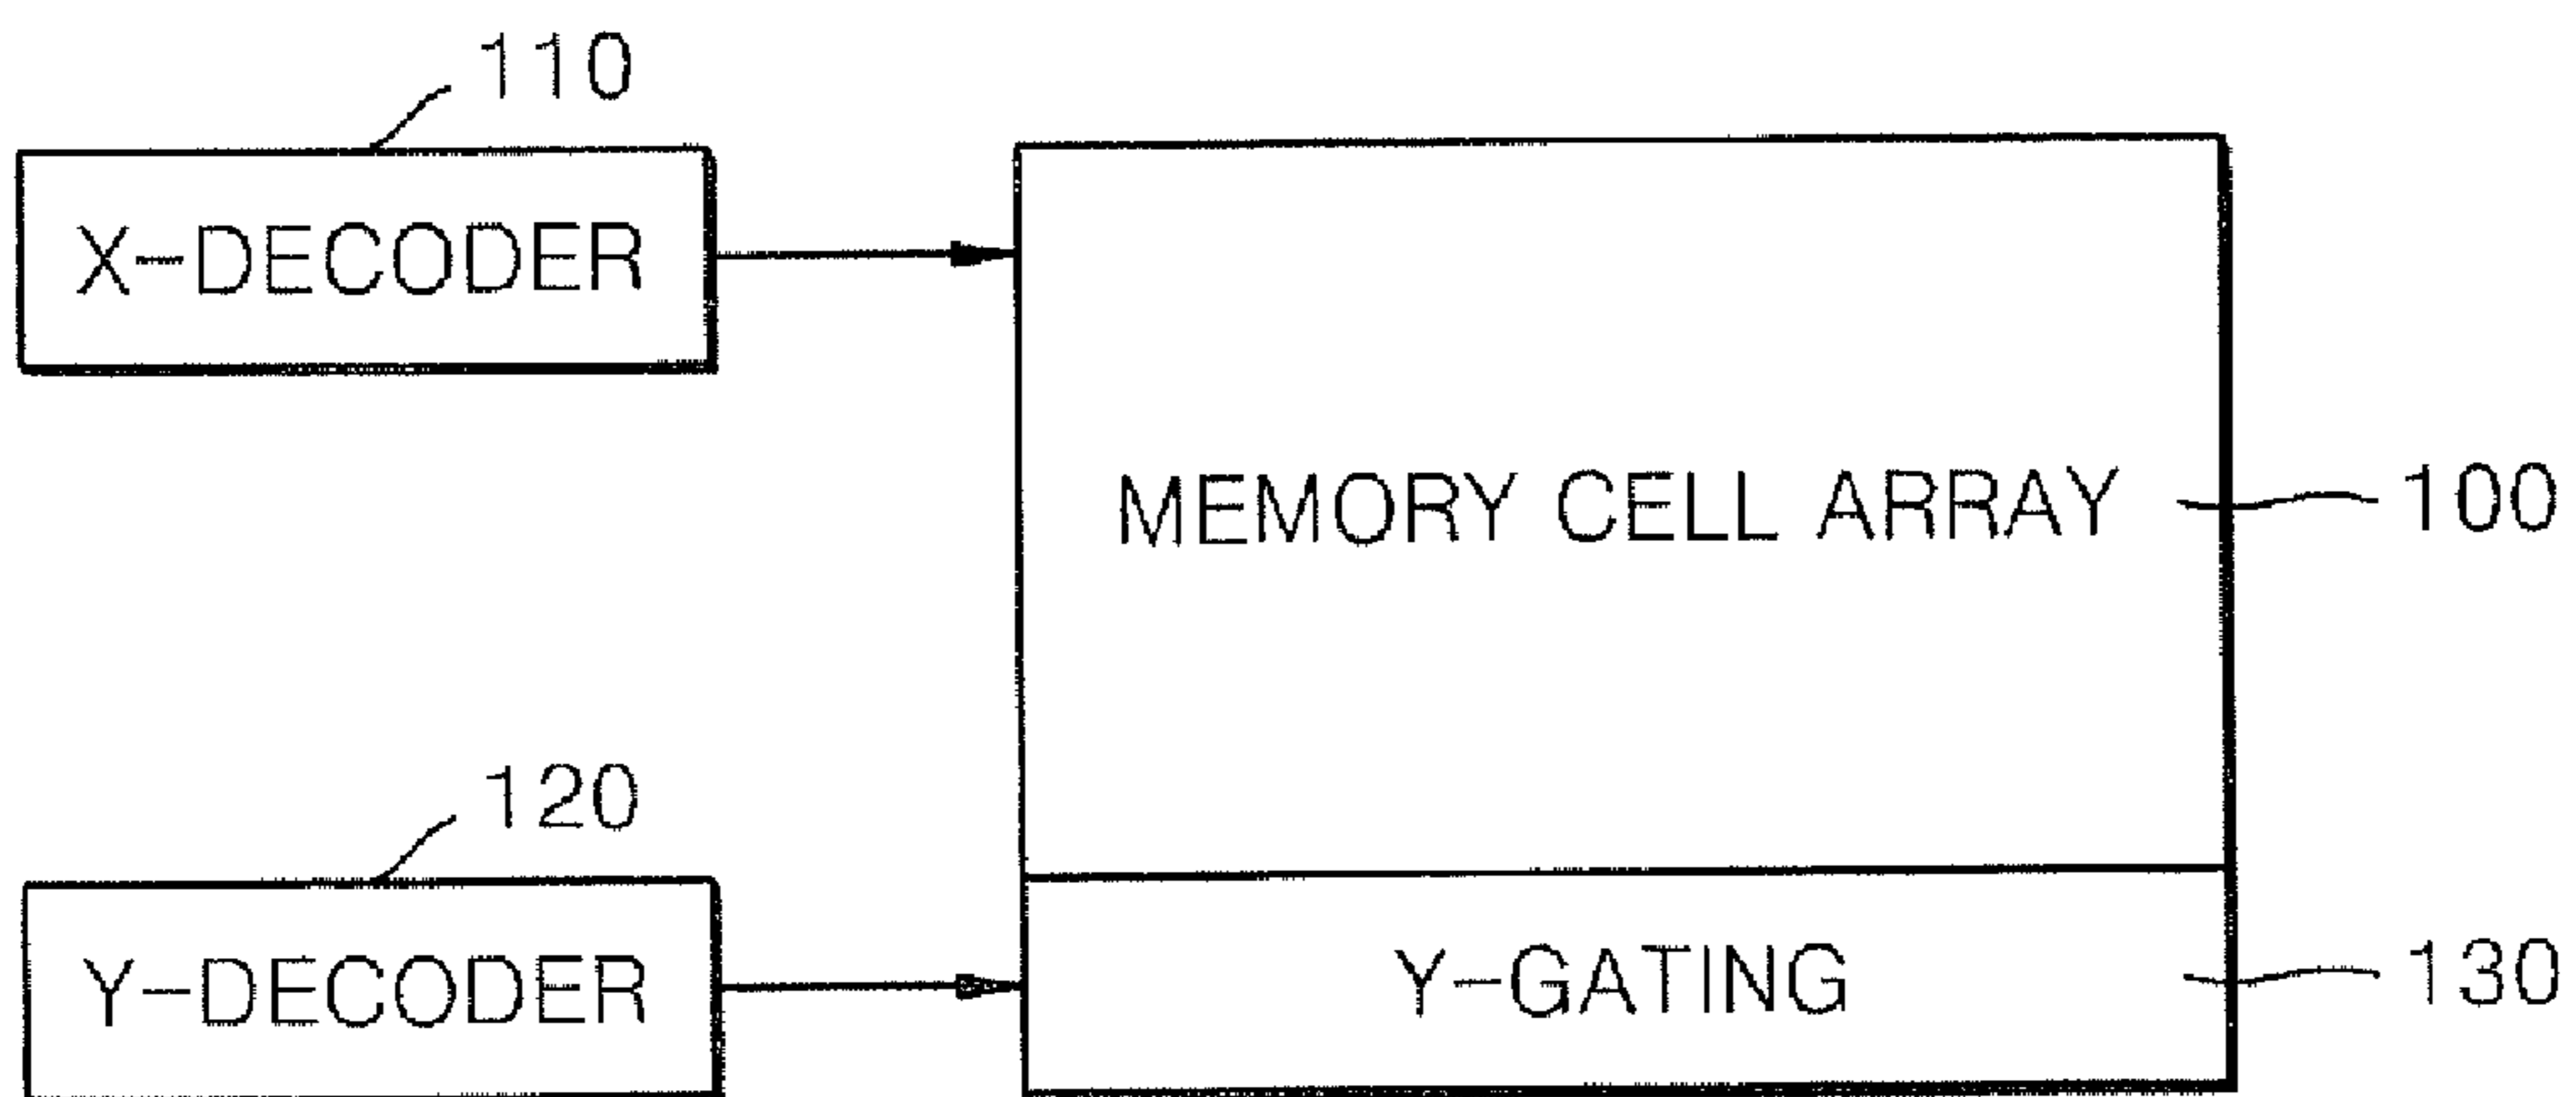 110
X-DECODER
MEMORY CELL ARRAY
100
120
Y-DECODER
Y-GATING
130